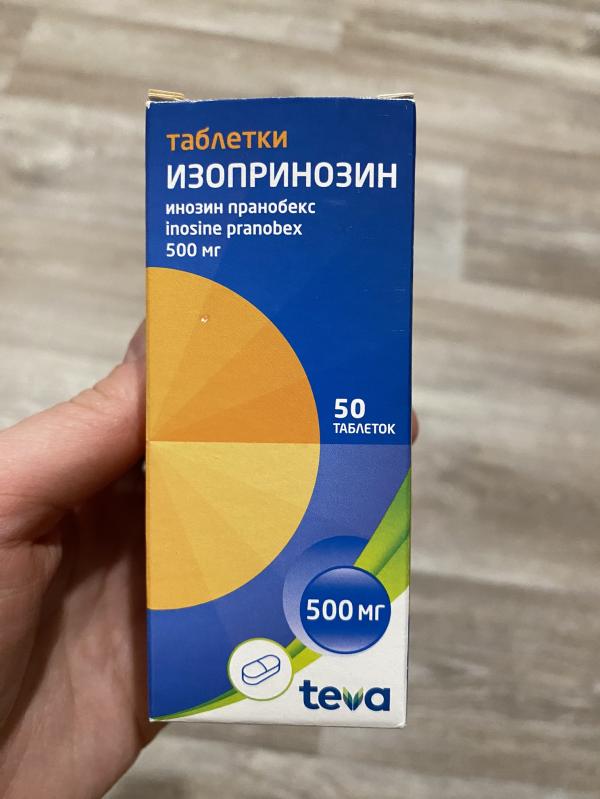 таблетки
ИЗОПРИНОЗИН
инозин пранобекс
inosine pranobex
500 мг
50
ТАБЛЕТОК
500 мг
teva